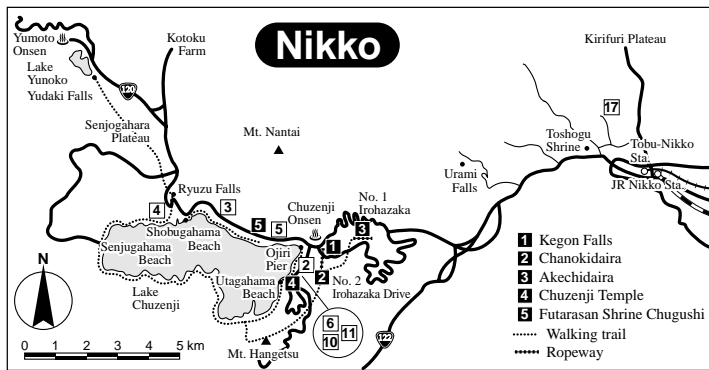 Nikko
Yumoto
Onsen
Lake
Yunoko
Yudaki Falls
Kotoku
Farm
120
Senjogahara
Plateau
Mt. Nantai
Kirifuri Plateau
17
Toshogu
Shrine
Tobu-Nikko
Sta.
JR Nikko Sta.
Urami
Falls
Ryuzu Falls
4
3
Shobugahama
Beach
Senjugahama
Beach
5
5
Chuzenji
Onsen
No. 1
Irohazaka
3
1
Ojiri
Pier
2
2
No. 2
Irohazaka Drive
Utagahama
Beach
4
Lake
Chuzenji
6
11
10
Mt. Hangetsu
122
N
0 1 2 3 4 5 km
1 Kegon Falls
2 Chanokidaira
3 Akechidaira
4 Chuzenji Temple
5 Futarasan Shrine Chugushi
Walking trail
Ropeway